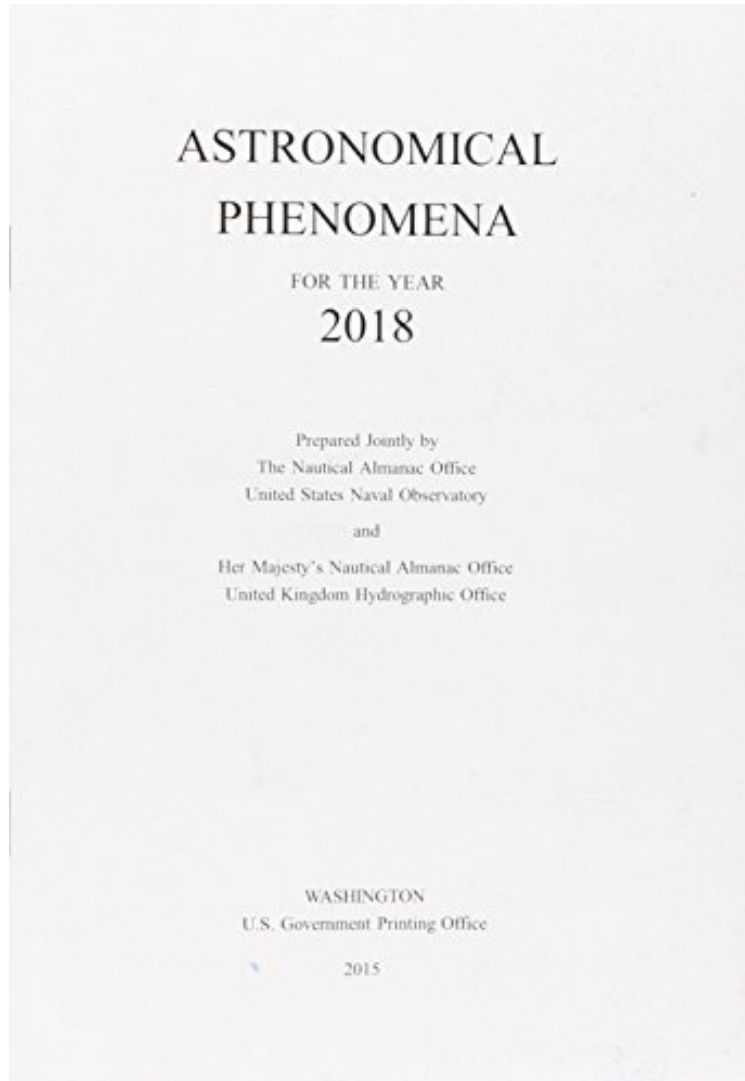 ASTRONOMICAL
PHENOMENA
FOR THE YEAR
2018
Prepared Jointly by
The Nautical Almanac Office
United States Naval Observatory
and
Her Majesty's Nautical Almanac Office
United Kingdom Hydrographic Office
WASHINGTON
U.S. Government Printing Office
2015